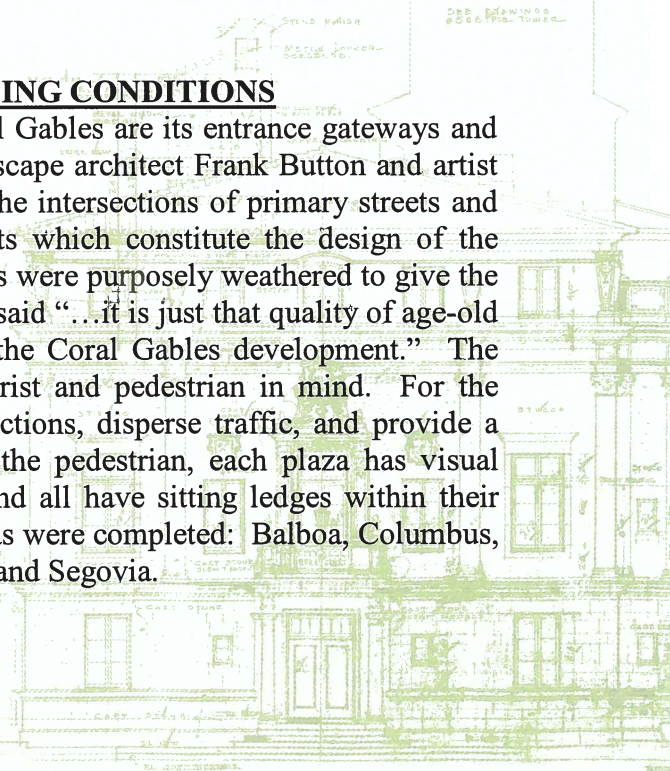 SEE DRAWINGS
ING CONDITIONS
l Gables are its entrance gateways and
scape architect Frank Button and artist
he intersections of primary streets and
ts which constitute the design of the
s were purposely weathered to give the
said “…it is just that quality of age-old
the Coral Gables development.”  The
rist and pedestrian in mind.  For the
ctions, disperse traffic, and provide a
the pedestrian, each plaza has visual
nd all have sitting ledges within their
as were completed:  Balboa, Columbus,
and Segovia.